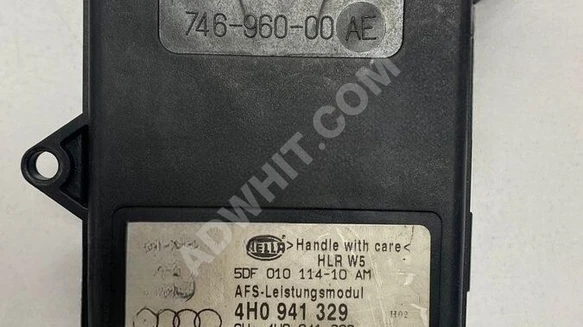 746-960-00 AE
HELLA >Handle with care<
HLR W5
5DF 010 114-10 AM
AFS-Leistungsmodul
4H0 941 329 H02
ADWHIT.COM